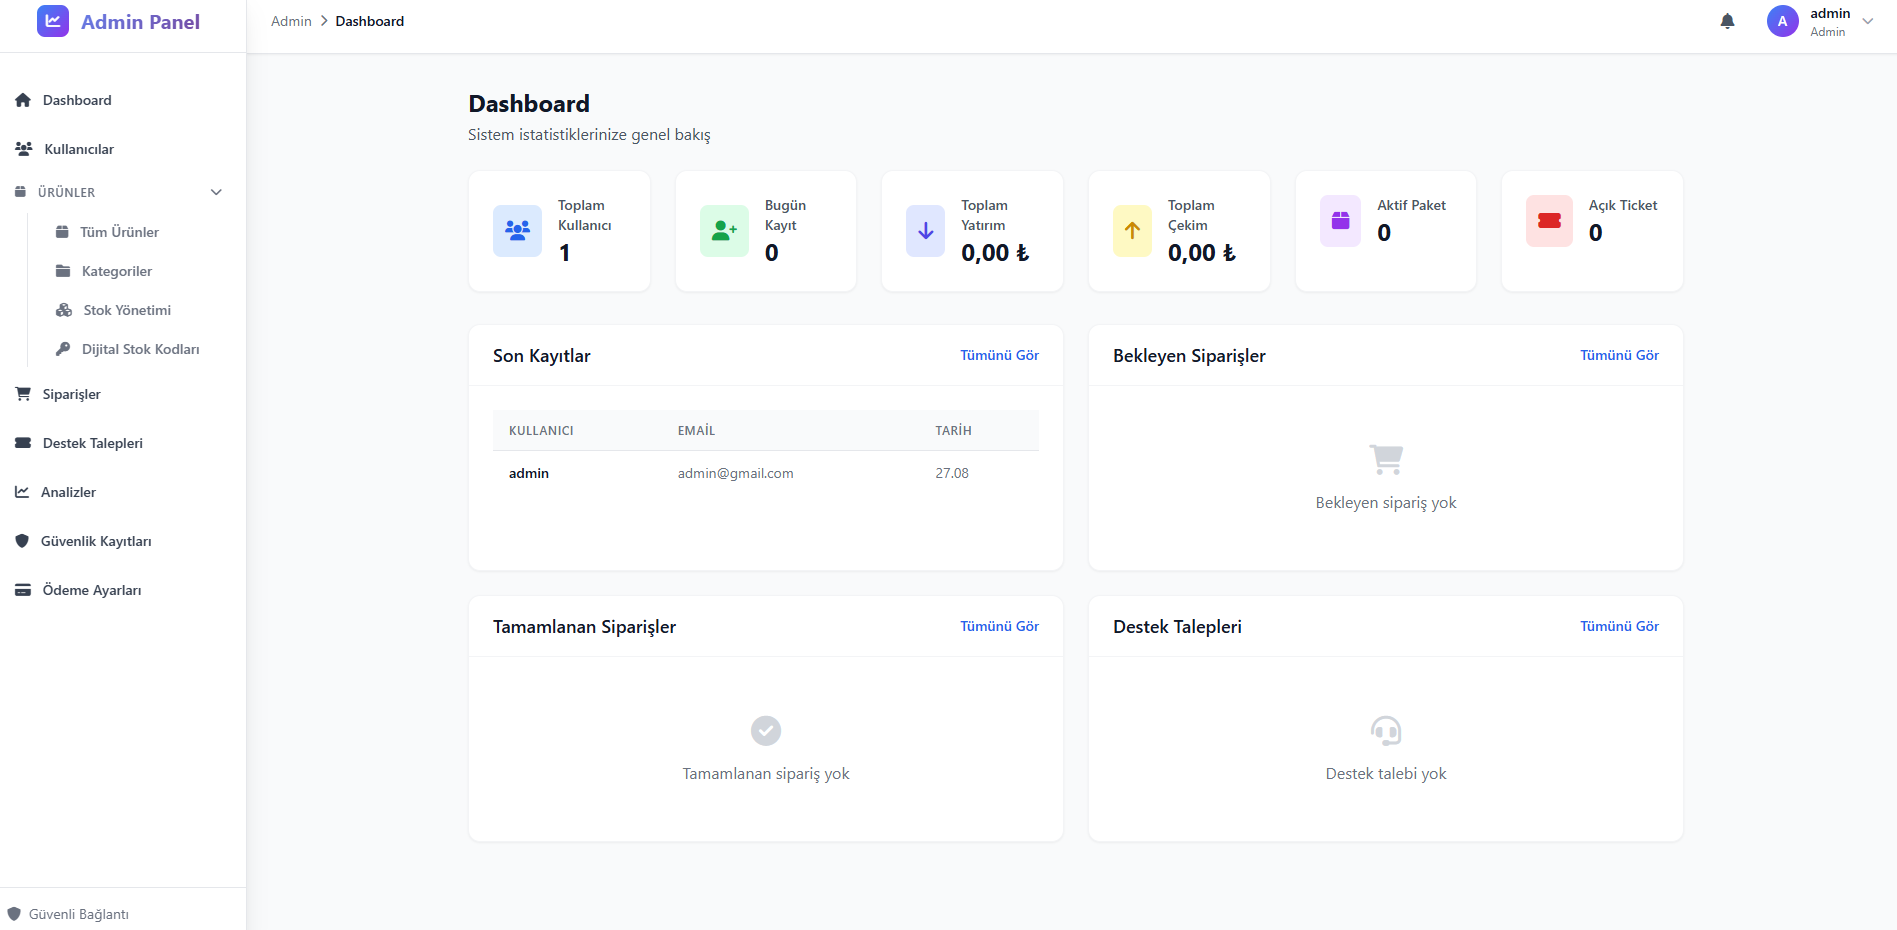 Admin Panel
Admin > Dashboard
A
admin
Admin
Dashboard
Kullanıcılar
ÜRÜNLER
Tüm Ürünler
Kategoriler
Stok Yönetimi
Dijital Stok Kodları
Siparişler
Destek Talepleri
Analizler
Güvenlik Kayıtları
Ödeme Ayarları
Güvenli Bağlantı
Dashboard
Sistem istatistiklerinize genel bakış
Toplam
Kullanıcı
1
Bugün
Kayıt
0
Toplam
Yatırım
0,00 ₺
Toplam
Çekim
0,00 ₺
Aktif Paket
0
Açık Ticket
0
Son Kayıtlar
Tümünü Gör
KULLANICI EMAİL TARİH
admin admin@gmail.com 27.08
Bekleyen Siparişler
Tümünü Gör
Bekleyen sipariş yok
Tamamlanan Siparişler
Tümünü Gör
Tamamlanan sipariş yok
Destek Talepleri
Tümünü Gör
Destek talebi yok